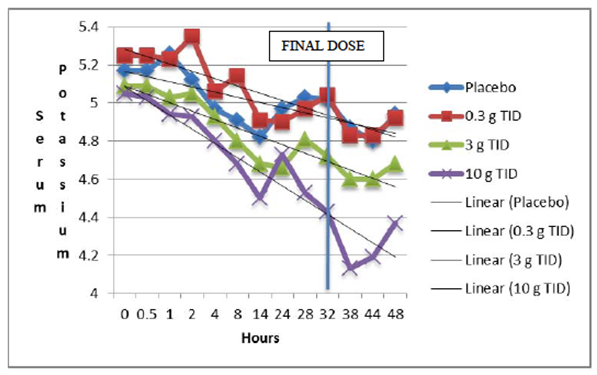 FINAL DOSE
Serum Potassium
5.4
5.2
5
4.8
4.6
4.4
4.2
4
0 0.5 1 2 4 8 14 24 28 32 38 44 48
Hours
Placebo
0.3 g TID
3 g TID
10 g TID
Linear (Placebo)
Linear (0.3 g TID)
Linear (3 g TID)
Linear (10 g TID)